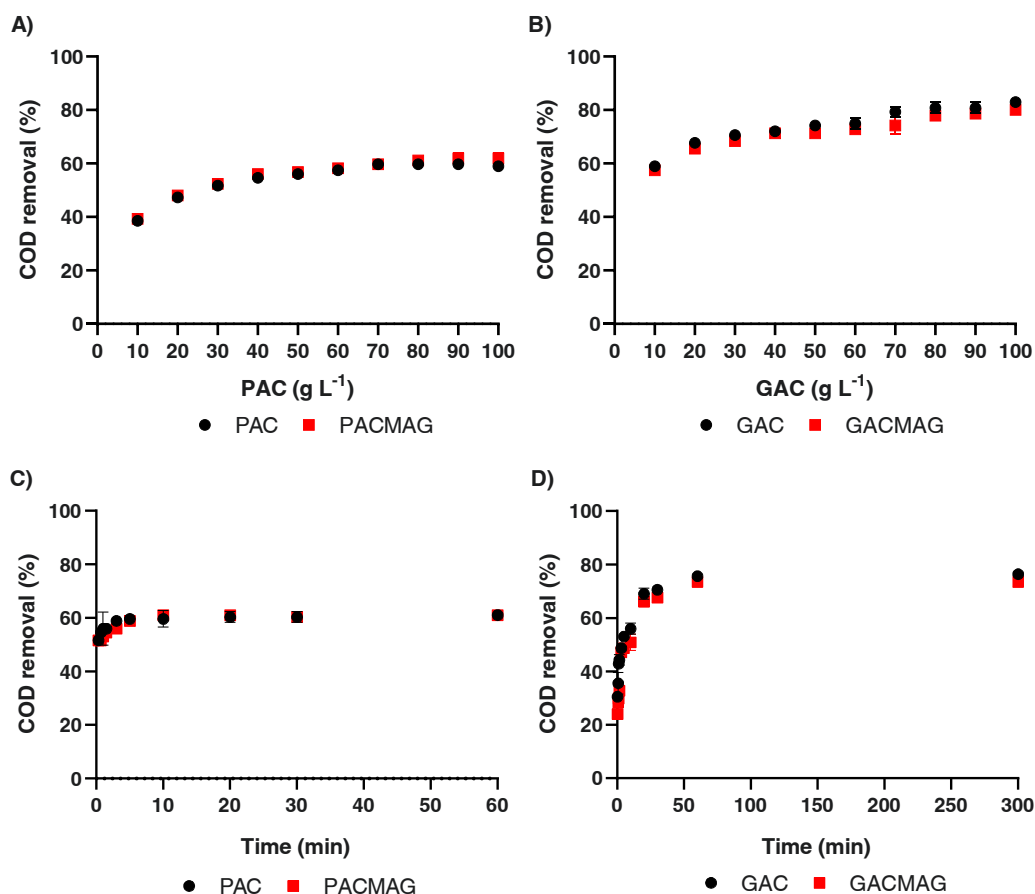 A)
COD removal (%)
100
80
60
40
20
0
0 10 20 30 40 50 60 70 80 90 100
PAC (g L⁻¹)
PAC PACMAG
B)
COD removal (%)
100
80
60
40
20
0
0 10 20 30 40 50 60 70 80 90 100
GAC (g L⁻¹)
GAC GACMAG
C)
COD removal (%)
100
80
60
40
20
0
0 10 20 30 40 50 60
Time (min)
PAC PACMAG
D)
COD removal (%)
100
80
60
40
20
0
0 50 100 150 200 250 300
Time (min)
GAC GACMAG